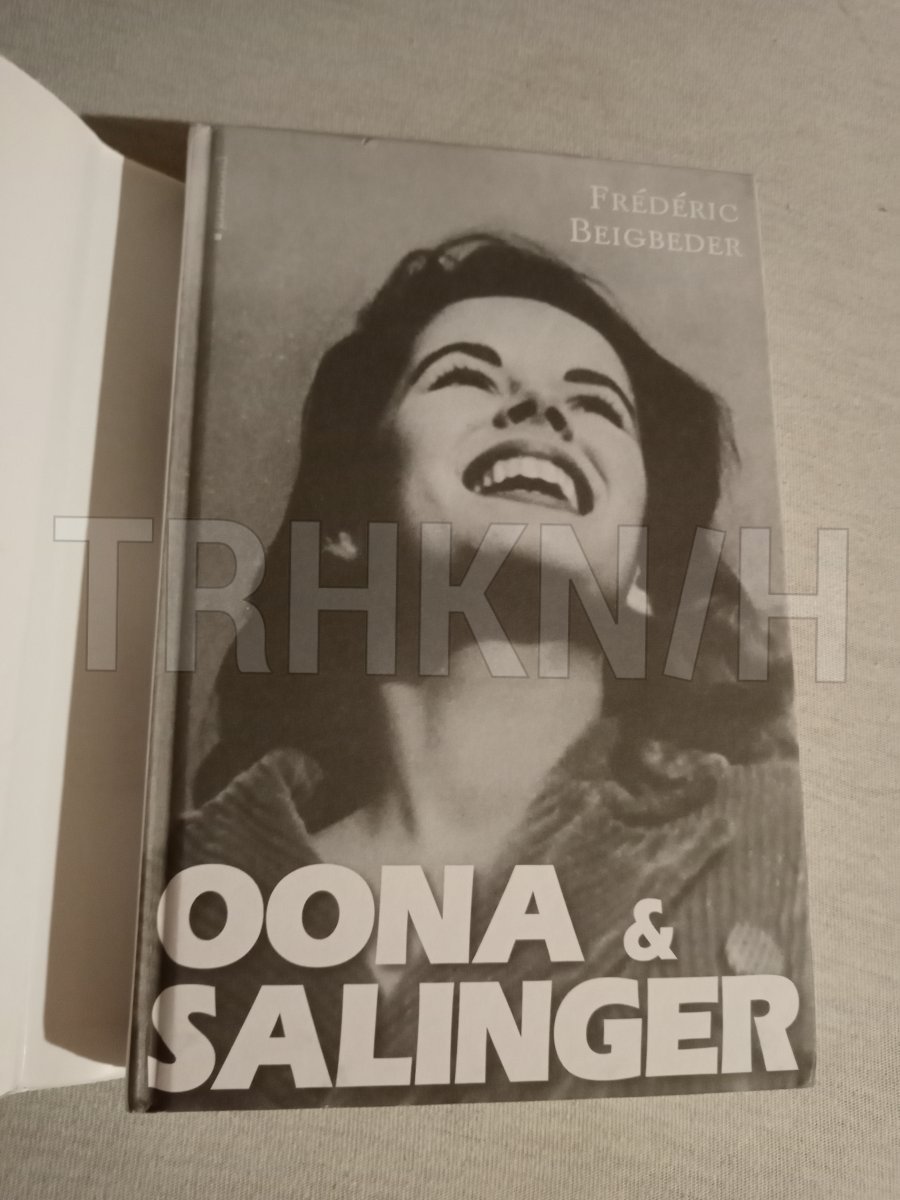 FRÉDÉRIC
BEIGBEDER
TRHKN/H
OONA &
SALINGER